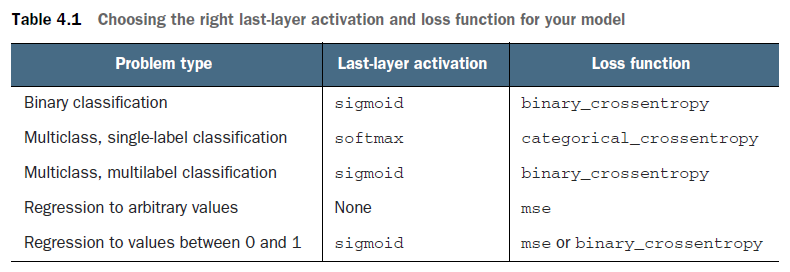 Table 4.1 Choosing the right last-layer activation and loss function for your model
Problem type Last-layer activation Loss function
Binary classification sigmoid binary_crossentropy
Multiclass, single-label classification softmax categorical_crossentropy
Multiclass, multilabel classification sigmoid binary_crossentropy
Regression to arbitrary values None mse
Regression to values between 0 and 1 sigmoid mse or binary_crossentropy